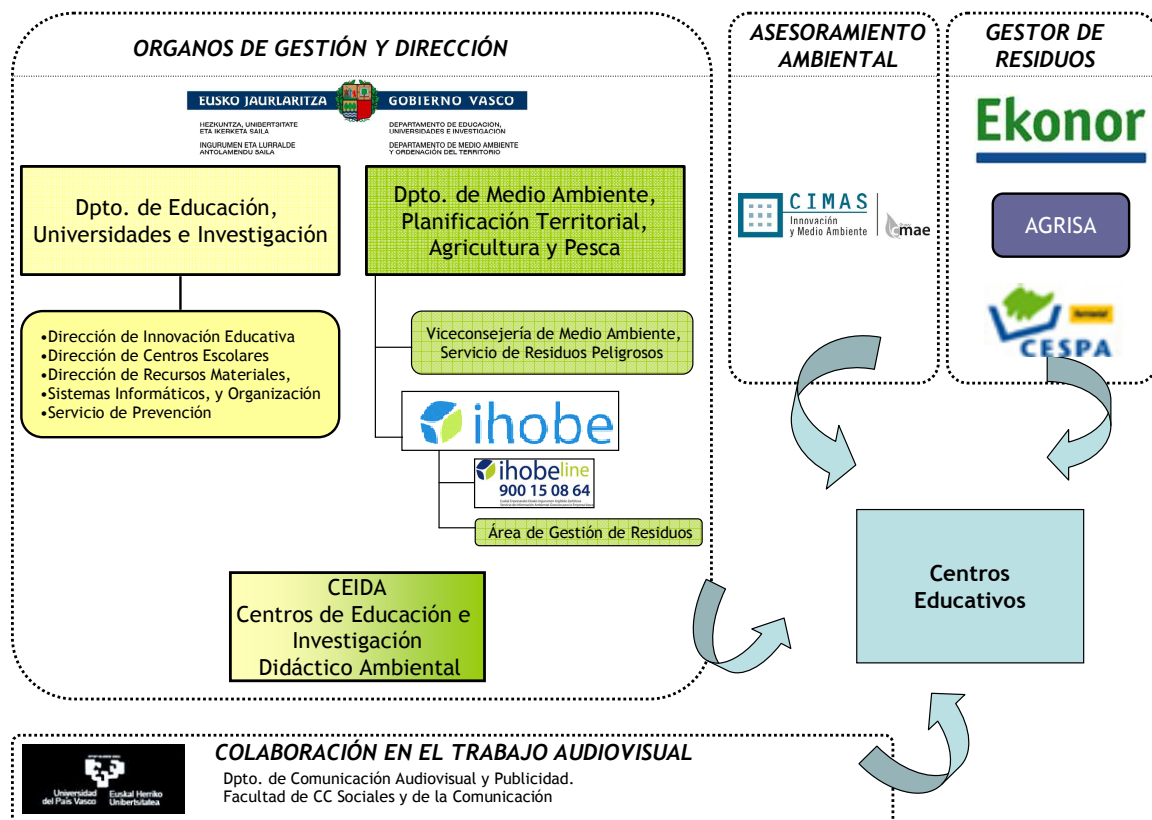 ORGANOS DE GESTIÓN Y DIRECCIÓN
EUSKO JAURLARITZA
GOBIERNO VASCO
HEZKUNTZA, UNIBERTSITATE
ETA IKERKETA SAILA
INGURUMEN ETA LURRALDE
ANTOLAMENDU SAILA
DEPARTAMENTO DE EDUCACIÓN,
UNIVERSIDADES E INVESTIGACIÓN
DEPARTAMENTO DE MEDIO AMBIENTE
Y ORDENACIÓN DEL TERRITORIO
Dpto. de Educación,
Universidades e Investigación
•Dirección de Innovación Educativa
•Dirección de Centros Escolares
•Dirección de Recursos Materiales,
•Sistemas Informáticos, y Organización
•Servicio de Prevención
Dpto. de Medio Ambiente,
Planificación Territorial,
Agricultura y Pesca
Viceconsejería de Medio Ambiente,
Servicio de Residuos Peligrosos
ihobe
ihobeline
900 15 08 64
Área de Gestión de Residuos
CEIDA
Centros de Educación e
Investigación
Didáctico Ambiental
ASESORAMIENTO
AMBIENTAL
CIMAS
Innovación
y Medio Ambiente
cmae
GESTOR DE
RESIDUOS
Ekonor
AGRISA
CESPA
Centros
Educativos
COLABORACIÓN EN EL TRABAJO AUDIOVISUAL
Dpto. de Comunicación Audiovisual y Publicidad.
Facultad de CC Sociales y de la Comunicación
Universidad
del País Vasco
Euskal Herriko
Unibertsitatea